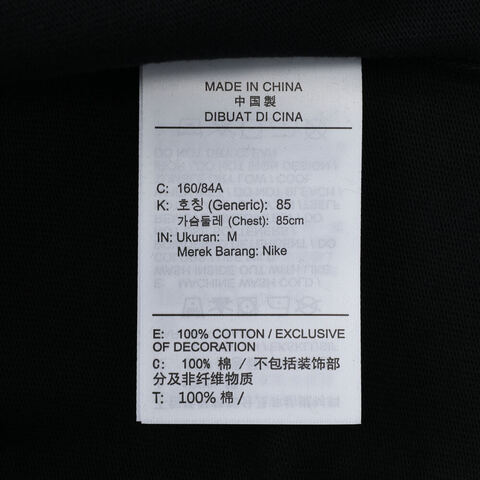 MADE IN CHINA
中国製
DIBUAT DI CINA
C: 160/84A
K: 호칭 (Generic): 85
가슴둘레 (Chest): 85cm
IN: Ukuran: M
Merek Barang: Nike
E: 100% COTTON / EXCLUSIVE
OF DECORATION
C: 100% 棉 / 不包括装饰部
分及非纤维物质
T: 100% 棉 /